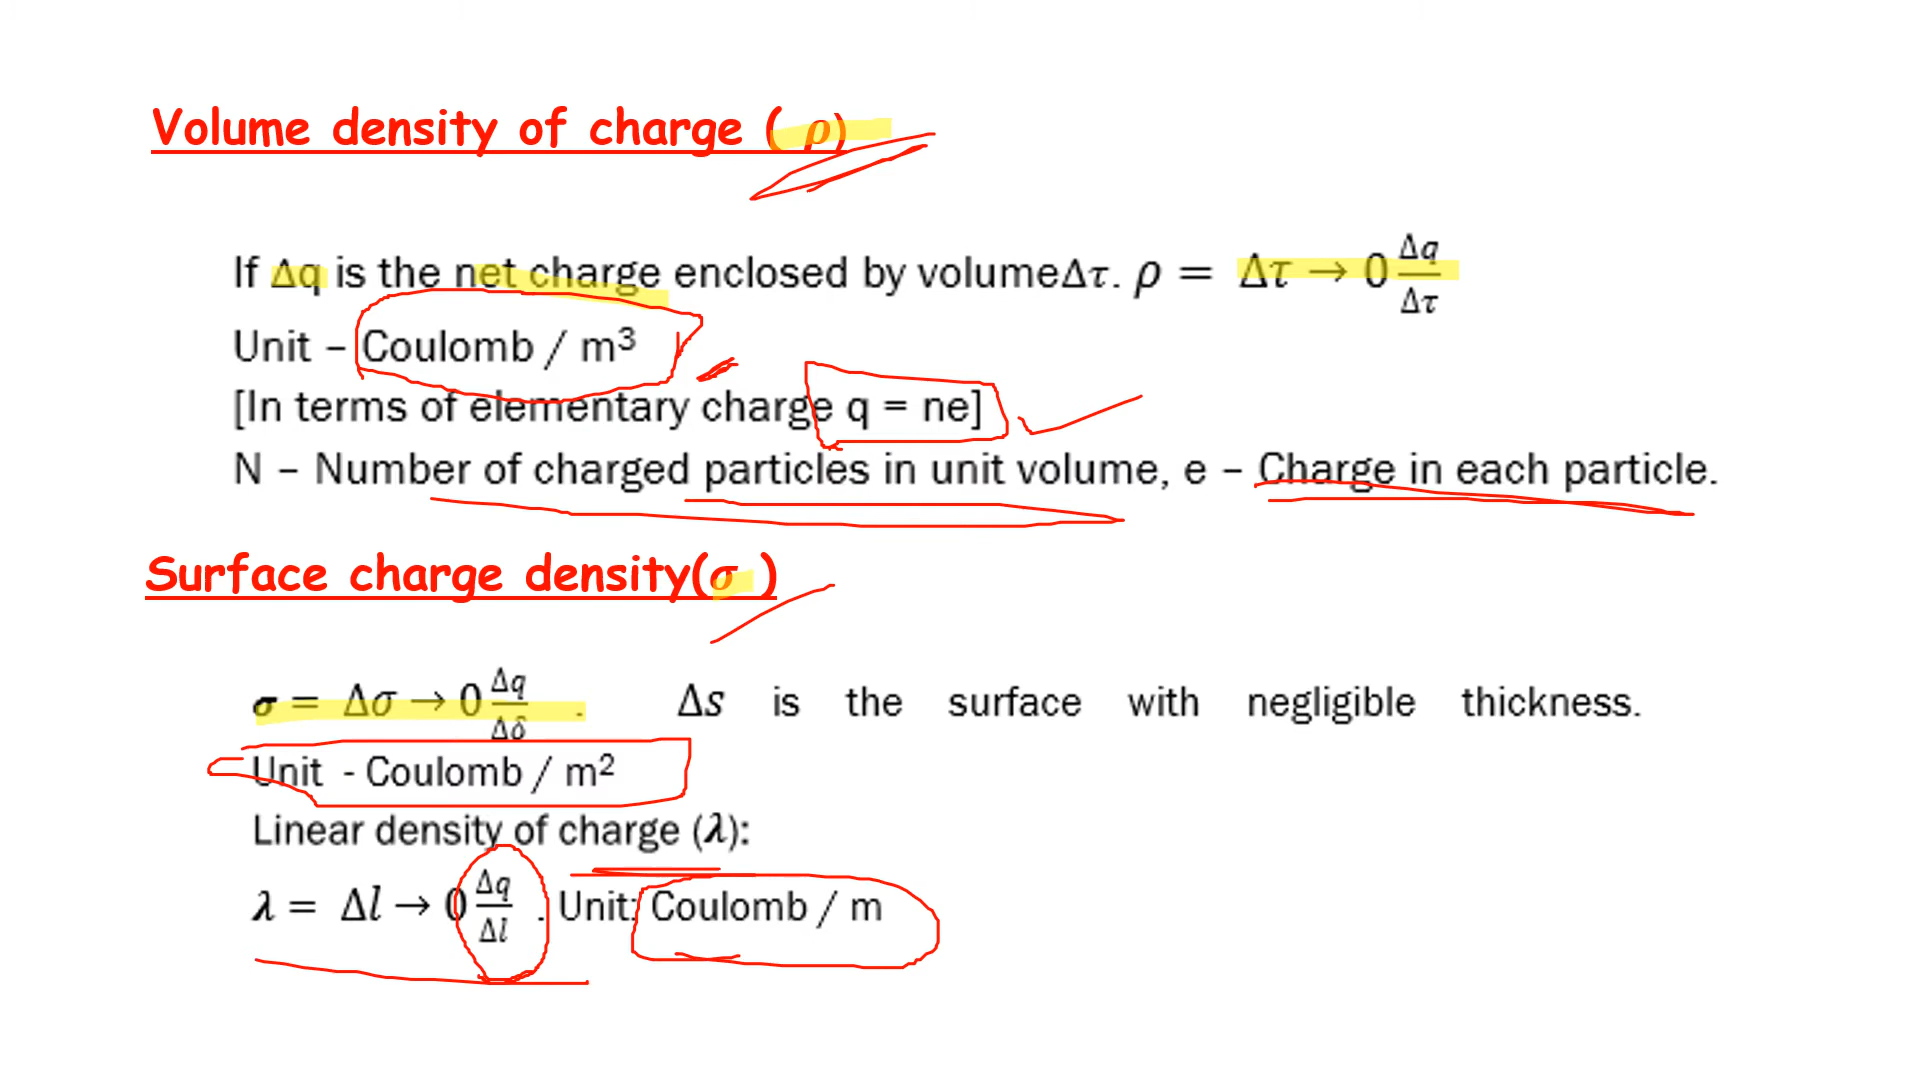 Volume density of charge ( ρ)
If Δq is the net charge enclosed by volumeΔτ. ρ = Δτ → 0 Δq/Δτ
Unit – Coulomb / m³
[In terms of elementary charge q = ne]
N – Number of charged particles in unit volume, e – Charge in each particle.
Surface charge density(σ )
σ = Δσ → 0 Δq/Δδ . Δs is the surface with negligible thickness.
Unit - Coulomb / m²
Linear density of charge (λ):
λ = Δl → 0 Δq/Δl . Unit: Coulomb / m